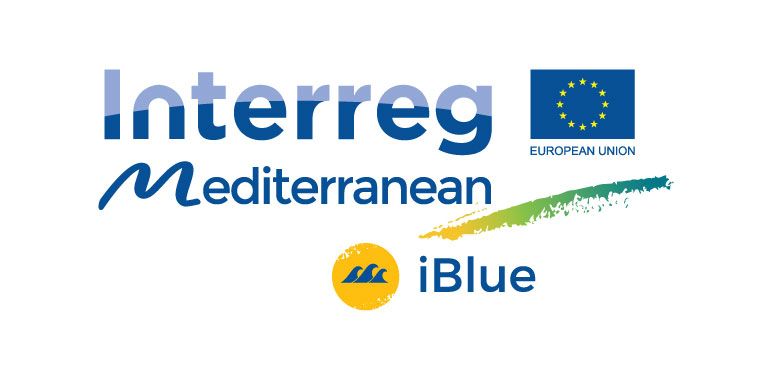 Interreg
EUROPEAN UNION
Mediterranean
iBlue